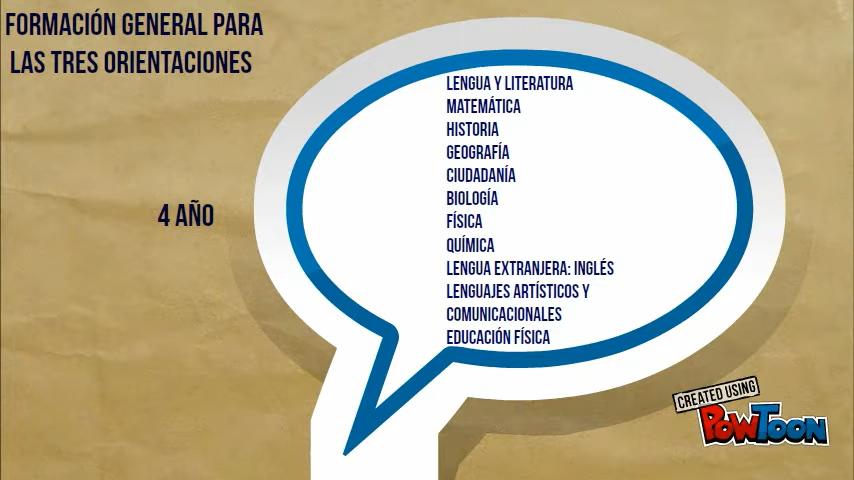 FORMACIÓN GENERAL PARA
LAS TRES ORIENTACIONES
4 AÑO
LENGUA Y LITERATURA
MATEMÁTICA
HISTORIA
GEOGRAFÍA
CIUDADANÍA
BIOLOGÍA
FÍSICA
QUÍMICA
LENGUA EXTRANJERA: INGLÉS
LENGUAJES ARTÍSTICOS Y
COMUNICACIONALES
EDUCACIÓN FÍSICA
CREATED USING
POWTOON